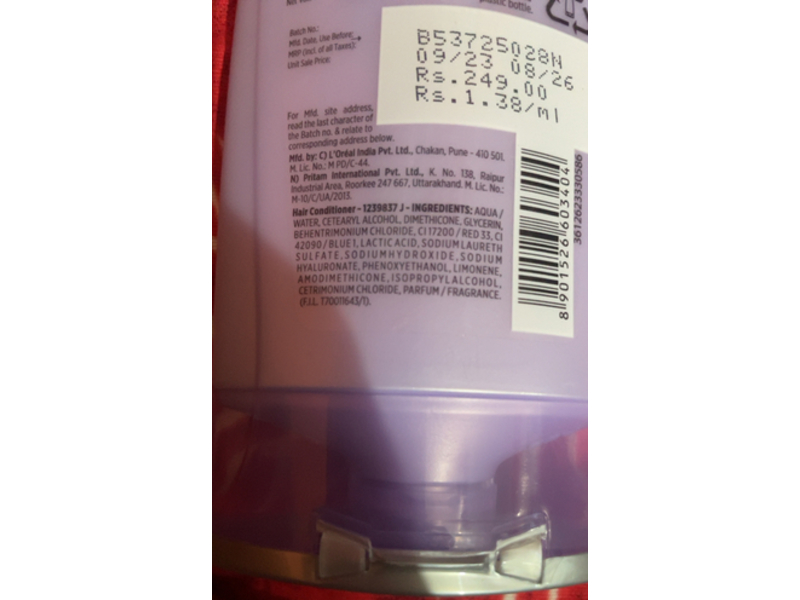 plastic bottle.
Batch No.:
Mfd. Date, Use Before:
MRP (Incl. of all Taxes):
Unit Sale Price:
B53725028N
09/23 08/26
Rs.249.00
Rs.1.38/ml
For Mfd. site address,
read the last character of
the Batch no. & relate to
corresponding address below.
Mfd. by: C) L'Oréal India Pvt. Ltd., Chakan, Pune - 410 501.
M. Lic. No.: M PD/C-44.
N) Pritam International Pvt. Ltd., K. No. 138, Raipur
Industrial Area, Roorkee 247 667, Uttarakhand. M. Lic. No.:
M-10/C/UA/2013.
Hair Conditioner - 1239837 J - INGREDIENTS: AQUA /
WATER, CETEARYL ALCOHOL, DIMETHICONE, GLYCERIN,
BEHENTRIMONIUM CHLORIDE, CI 17200 / RED 33, CI
42090 / BLUE 1, LACTIC ACID, SODIUM LAURETH
SULFATE, SODIUM HYDROXIDE, SODIUM
HYALURONATE, PHENOXYETHANOL, LIMONENE,
AMODIMETHICONE, ISOPROPYL ALCOHOL,
CETRIMONIUM CHLORIDE, PARFUM / FRAGRANCE.
(F.I.L. T70011643/1).
8 901526 603404
3612623330586